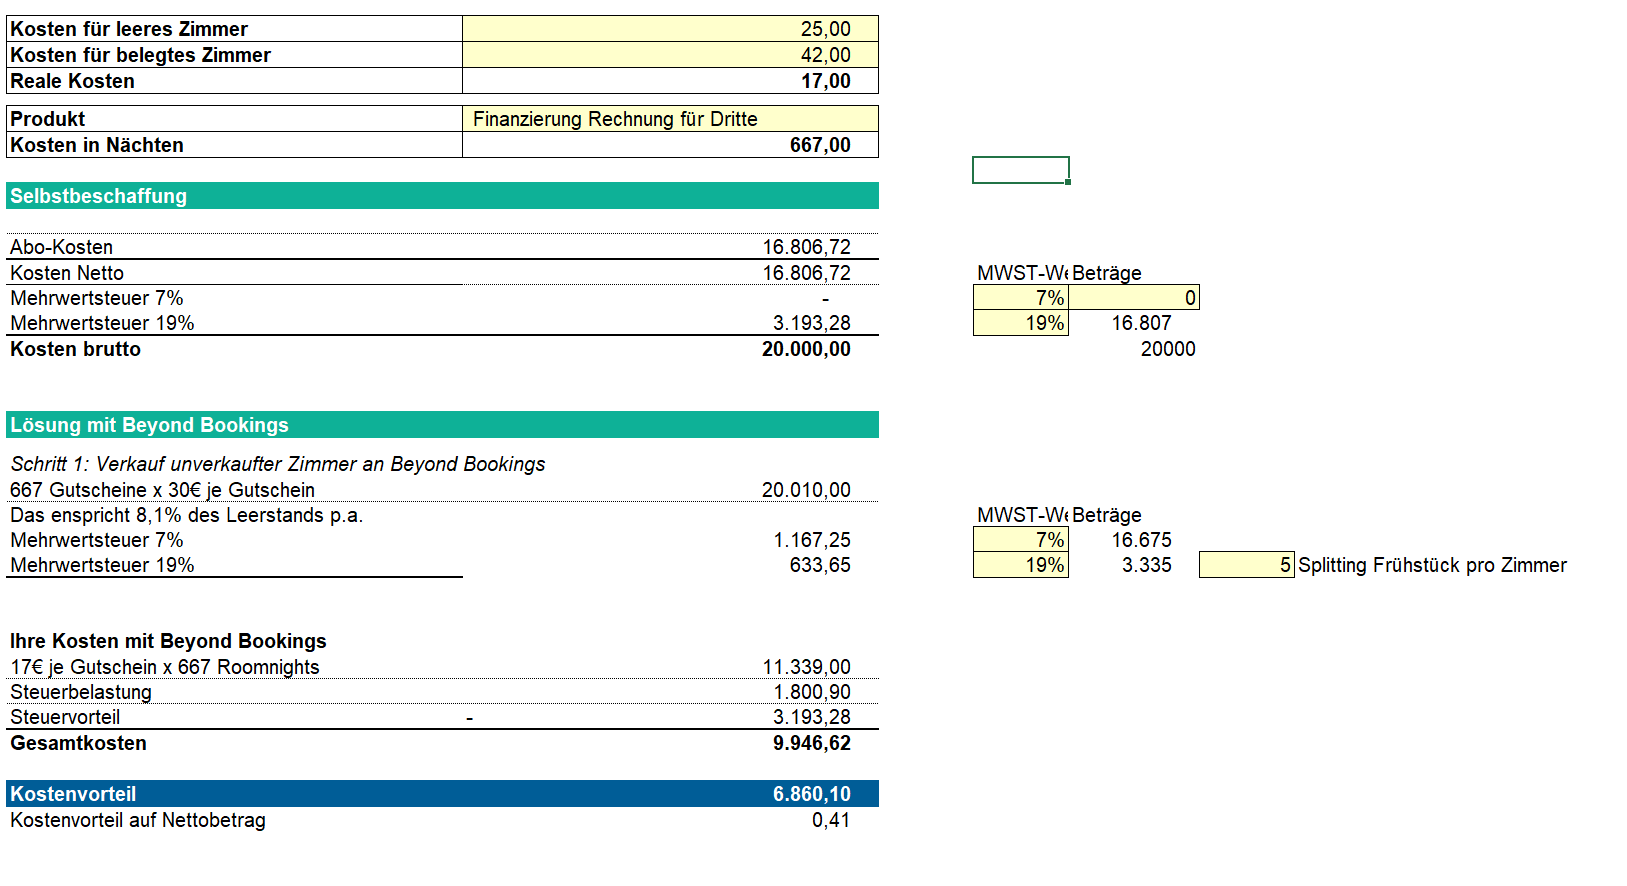 Kosten für leeres Zimmer 25,00
Kosten für belegtes Zimmer 42,00
Reale Kosten 17,00
Produkt Finanzierung Rechnung für Dritte
Kosten in Nächten 667,00
Selbstbeschaffung
Abo-Kosten 16.806,72
Kosten Netto 16.806,72 MWST-We Beträge
Mehrwertsteuer 7% - 7% 0
Mehrwertsteuer 19% 3.193,28 19% 16.807
Kosten brutto 20.000,00 20000
Lösung mit Beyond Bookings
Schritt 1: Verkauf unverkaufter Zimmer an Beyond Bookings
667 Gutscheine x 30€ je Gutschein 20.010,00
Das enspricht 8,1% des Leerstands p.a. MWST-We Beträge
Mehrwertsteuer 7% 1.167,25 7% 16.675
Mehrwertsteuer 19% 633,65 19% 3.335 5 Splitting Frühstück pro Zimmer
Ihre Kosten mit Beyond Bookings
17€ je Gutschein x 667 Roomnights 11.339,00
Steuerbelastung 1.800,90
Steuervorteil - 3.193,28
Gesamtkosten 9.946,62
Kostenvorteil 6.860,10
Kostenvorteil auf Nettobetrag 0,41